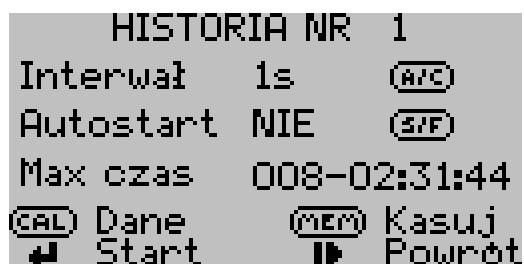 HISTORIA NR 1
Interwał 1s A/C
Autostart NIE S/F
Max czas 008-02:31:44
CAL Dane MEM Kasuj
Start Powrót